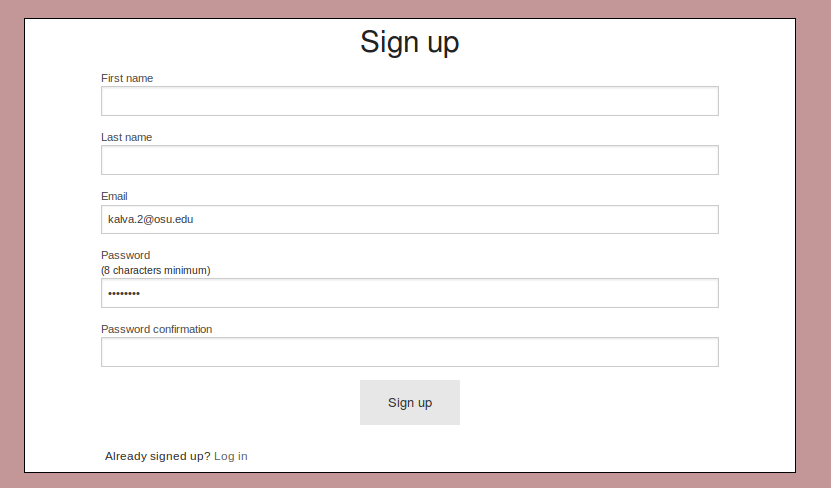 Sign up
First name
Last name
Email
kalva.2@osu.edu
Password
(8 characters minimum)
••••••••
Password confirmation
Sign up
Already signed up? Log in